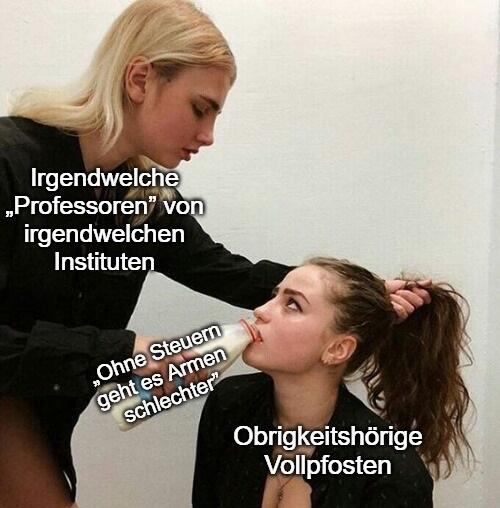 Irgendwelche
„Professoren” von
irgendwelchen
Instituten
„Ohne Steuern
geht es Armen
schlechter”
Obrigkeitshörige
Vollpfosten